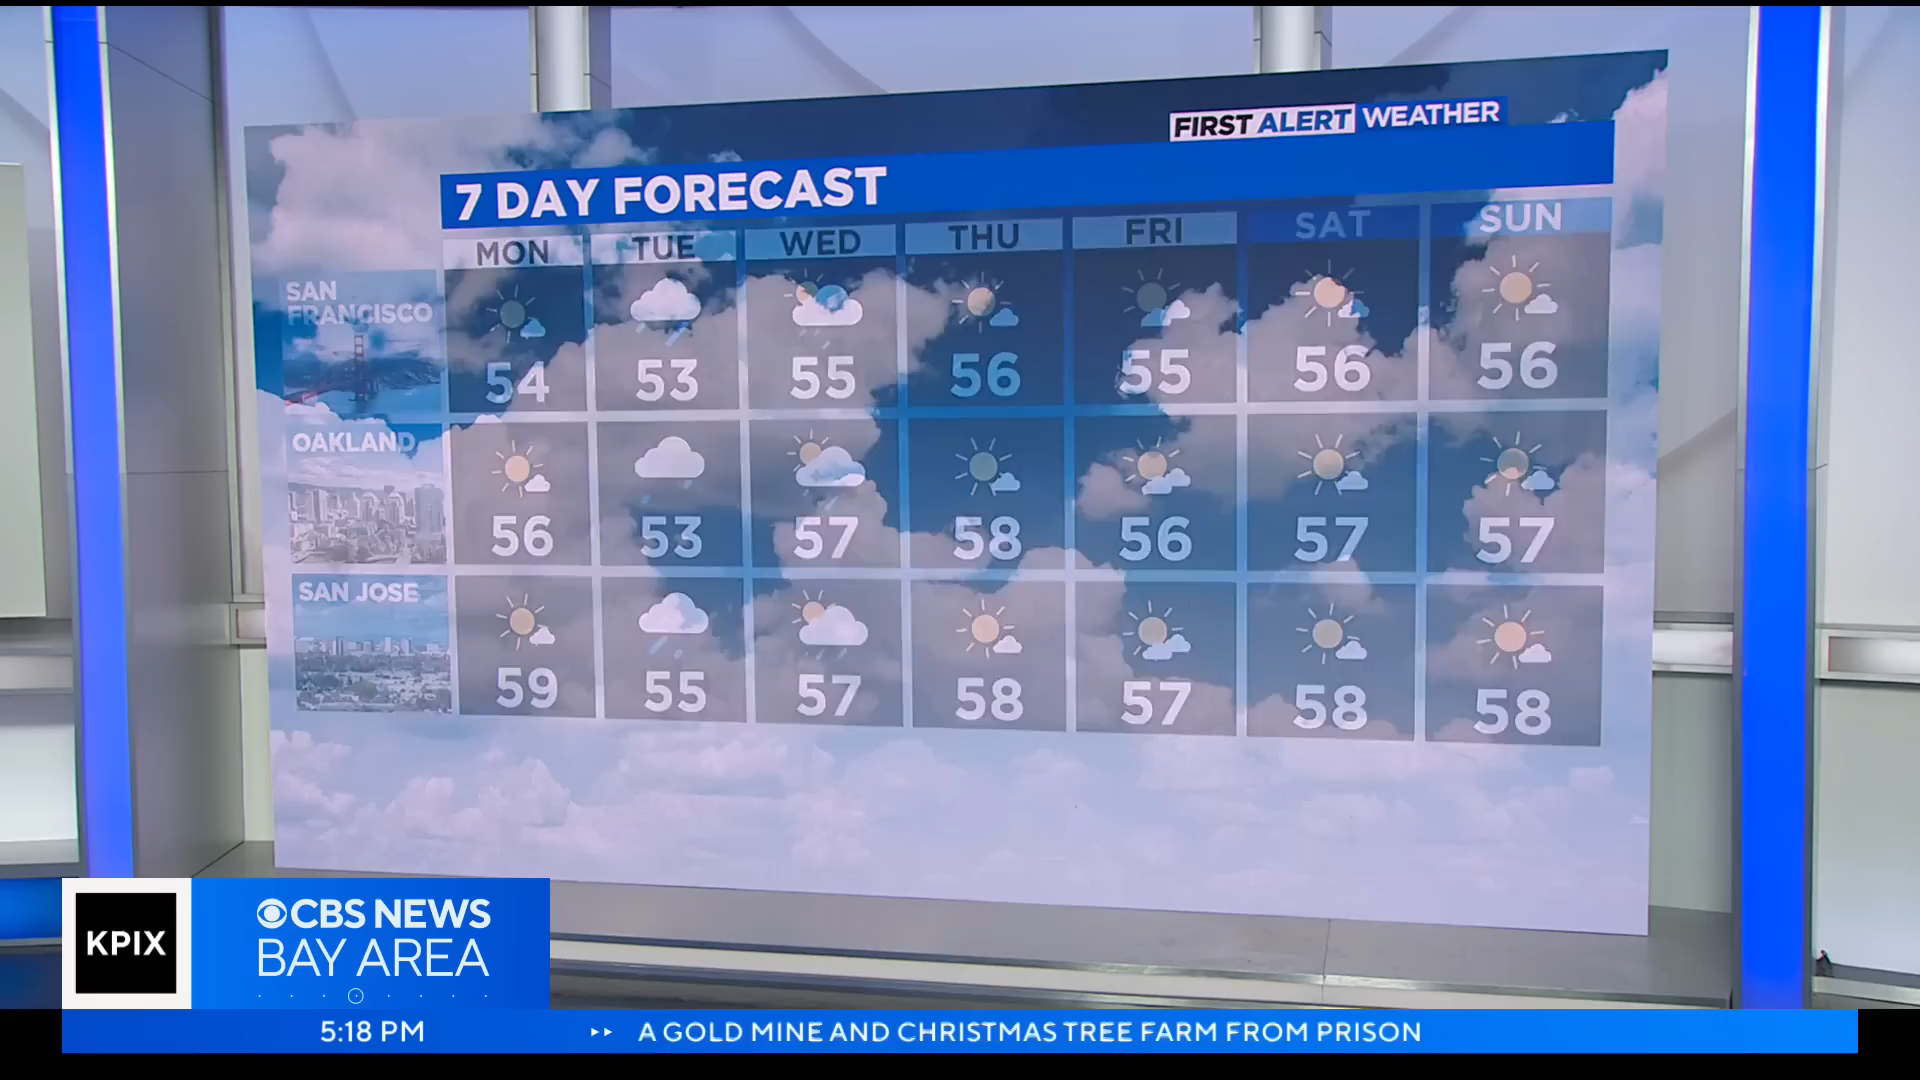 FIRST ALERT WEATHER
7 DAY FORECAST
MON TUE WED THU FRI SAT SUN
SAN
FRANCISCO
54 53 55 56 55 56 56
OAKLAND
56 53 57 58 56 57 57
SAN JOSE
59 55 57 58 57 58 58
KPIX
CBS NEWS
BAY AREA
5:18 PM
A GOLD MINE AND CHRISTMAS TREE FARM FROM PRISON